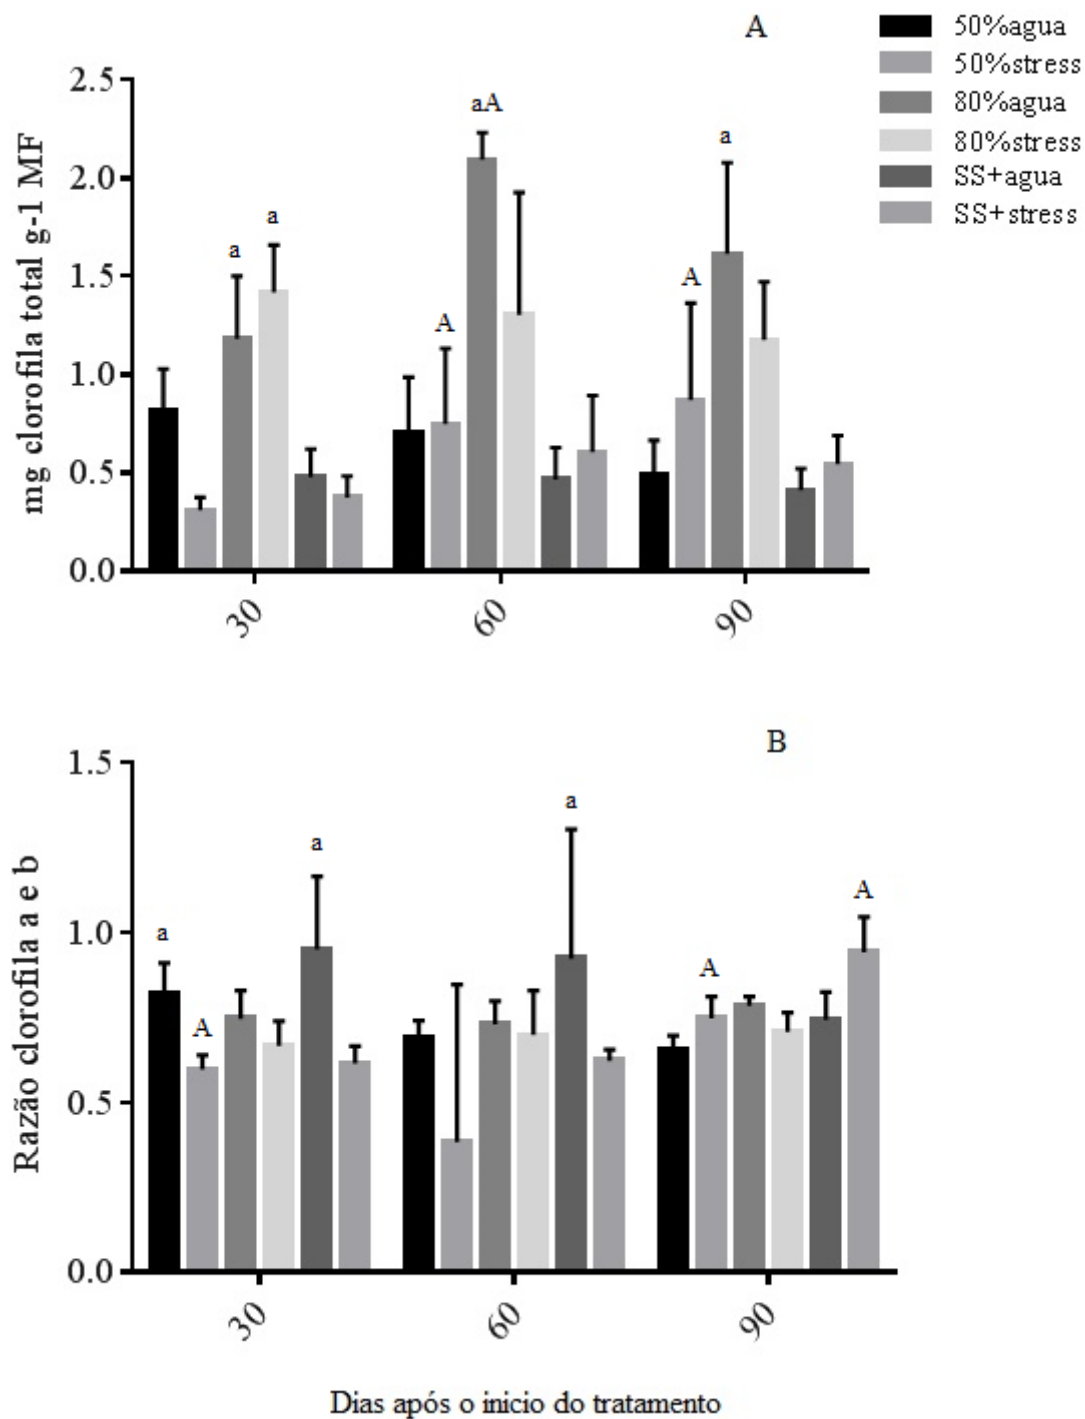 A
50%agua
50%stress
80%agua
80%stress
SS+agua
SS+stress
mg clorofila total g-1 MF
2.5
2.0
1.5
1.0
0.5
0.0
a
a
A
aA
A
a
30
60
90
B
Razão clorofila a e b
1.5
1.0
0.5
0.0
a
A
a
a
A
A
30
60
90
Dias após o inicio do tratamento